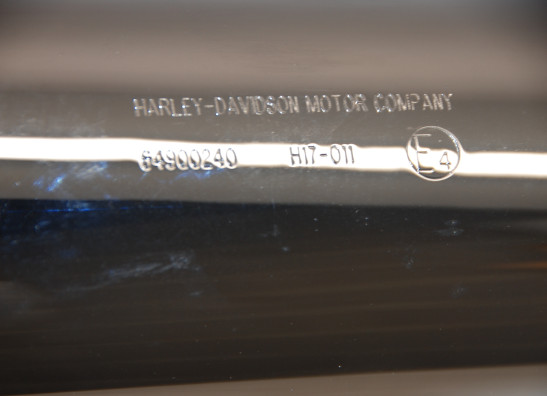 HARLEY-DAVIDSON MOTOR COMPANY
64900240 H17-011 E4